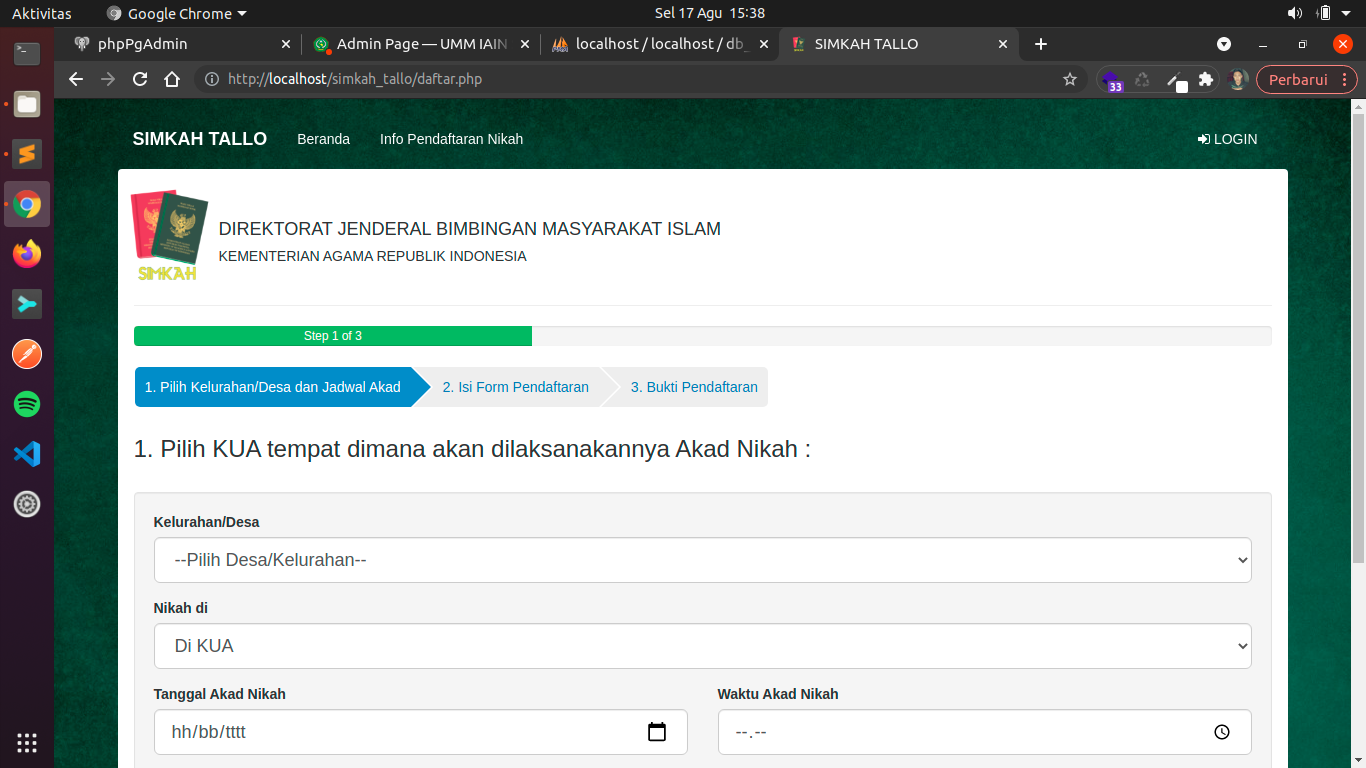 Aktivitas
Google Chrome
Sel 17 Agu 15:38
phpPgAdmin
Admin Page — UMM IAIN
localhost / localhost / db_
SIMKAH TALLO
http://localhost/simkah_tallo/daftar.php
33
Perbarui
SIMKAH TALLO
Beranda
Info Pendaftaran Nikah
LOGIN
SIMKAH
DIREKTORAT JENDERAL BIMBINGAN MASYARAKAT ISLAM
KEMENTERIAN AGAMA REPUBLIK INDONESIA
Step 1 of 3
1. Pilih Kelurahan/Desa dan Jadwal Akad
2. Isi Form Pendaftaran
3. Bukti Pendaftaran
1. Pilih KUA tempat dimana akan dilaksanakannya Akad Nikah :
Kelurahan/Desa
--Pilih Desa/Kelurahan--
Nikah di
Di KUA
Tanggal Akad Nikah
Waktu Akad Nikah
hh/bb/tttt
--.--